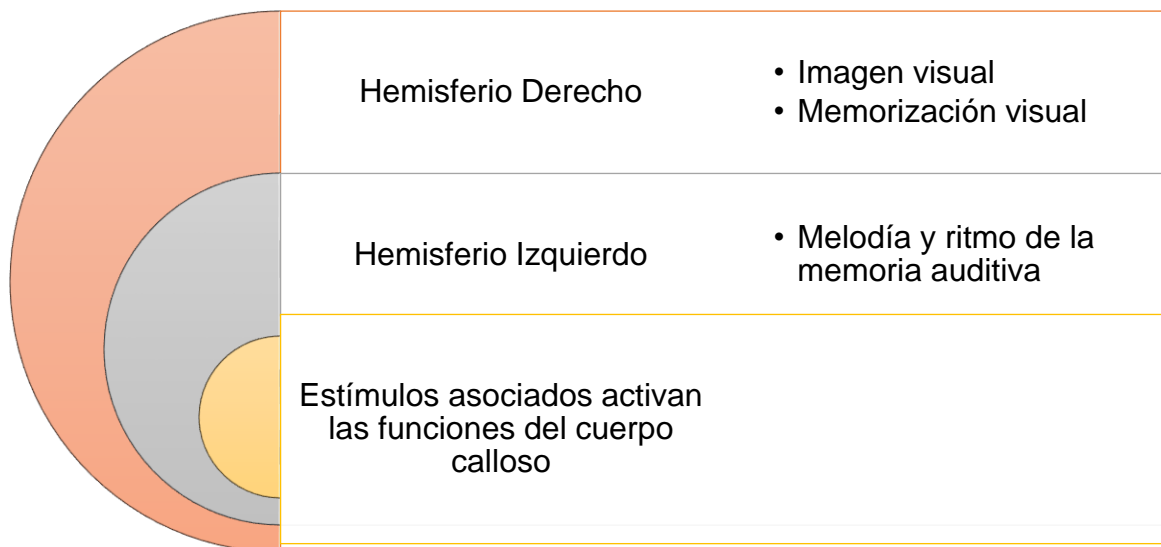 Hemisferio Derecho
• Imagen visual
• Memorización visual
Hemisferio Izquierdo
• Melodía y ritmo de la
memoria auditiva
Estímulos asociados activan
las funciones del cuerpo
calloso